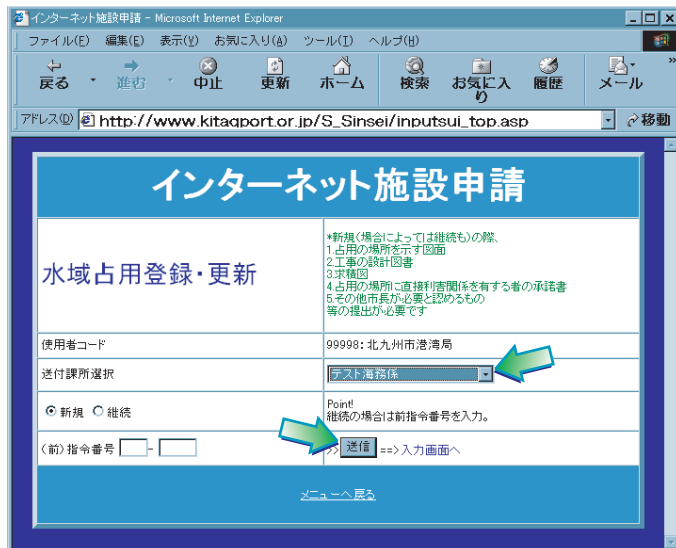 インターネット施設申請 - Microsoft Internet Explorer
ファイル(F) 編集(E) 表示(V) お気に入り(A) ツール(T) ヘルプ(H)
戻る 進む 中止 更新 ホーム 検索 お気に入り 履歴 メール »
アドレス(D) http://www.kitaqport.or.jp/S_Sinsei/inputsui_top.asp 移動
インターネット施設申請
水域占用登録・更新
*新規(場合によっては継続も)の際、
1.占用の場所を示す図面
2.工事の設計図書
3.求積図
4.占用の場所に直接利害関係を有する者の承諾書
5.その他市長が必要と認めるもの
等の提出が必要です
使用者コード 99998:北九州市港湾局
送付課所選択 テスト海務係
新規 継続
Point!
継続の場合は前指令番号を入力。
(前)指令番号 -
>> 送信 ==>入力画面へ
メニューへ戻る